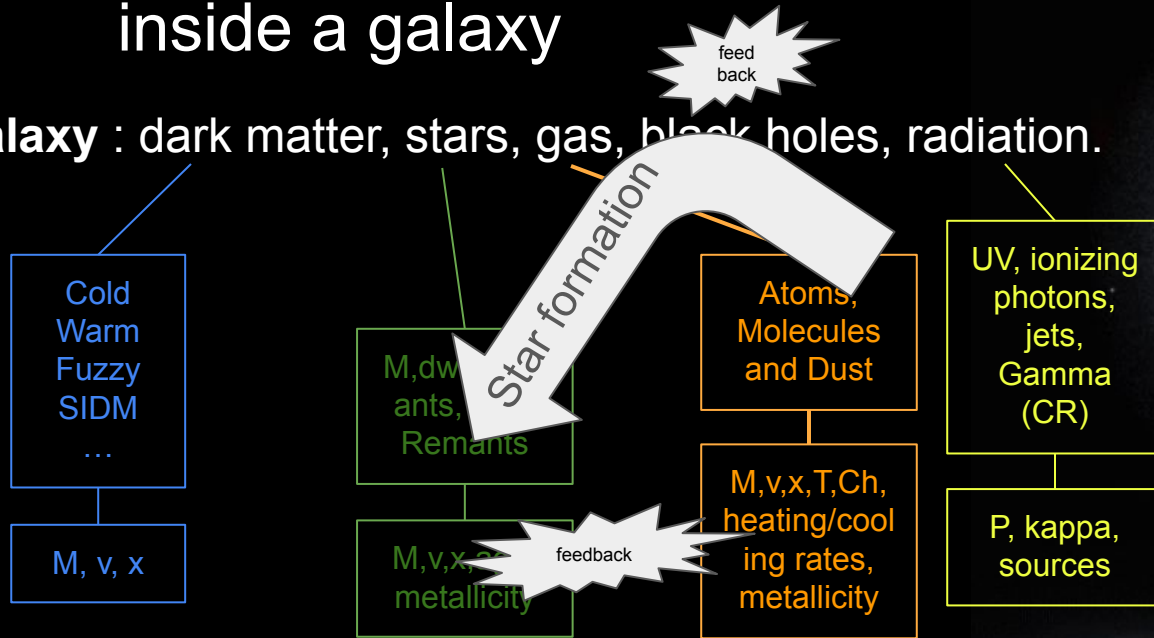 inside a galaxy
feed
back
alaxy : dark matter, stars, gas, black holes, radiation.
Star formation
Cold
Warm
Fuzzy
SIDM
…
M, v, x
M,dw
ants,
Remants
M,v,x,
metallicity
feedback
Atoms,
Molecules
and Dust
M,v,x,T,Ch,
heating/cool
ing rates,
metallicity
UV, ionizing
photons,
jets,
Gamma
(CR)
P, kappa,
sources